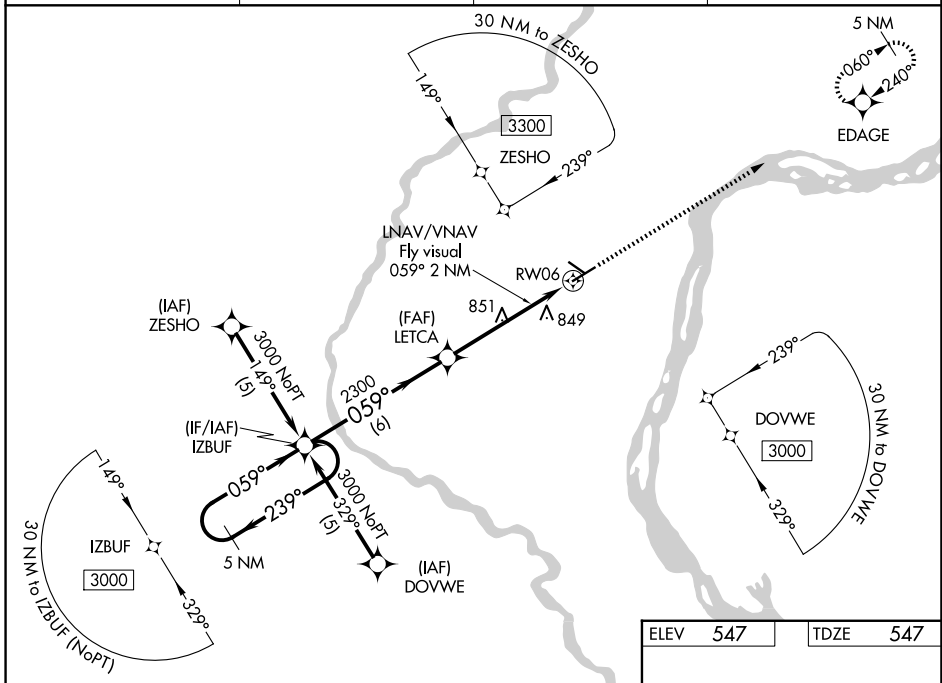 30 NM to ZESHO
149°
3300
ZESHO
239°
5 NM
060°
240°
EDAGE
LNAV/VNAV
Fly visual
059° 2 NM
RW06
851
849
(FAF)
LETCA
(IAF)
ZESHO
3000 NoPT
149°
(5)
2300
059°
(6)
(IF/IAF)
IZBUF
059°
239°
5 NM
3000 NoPT
329°
(5)
(IAF)
DOVWE
149°
IZBUF
3000
329°
30 NM to IZBUF (NoPT)
239°
DOVWE
3000
329°
30 NM to DOVWE
ELEV 547
TDZE 547